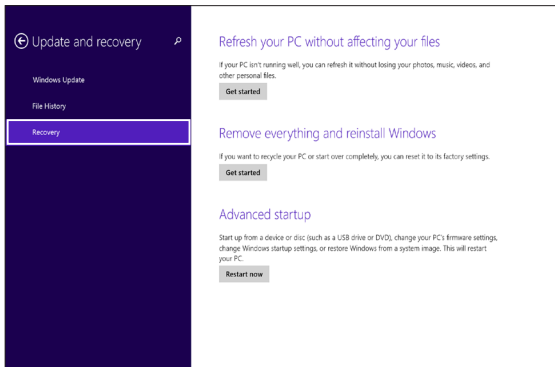 Update and recovery
Windows Update
File History
Recovery
Refresh your PC without affecting your files
If your PC isn't running well, you can refresh it without losing your photos, music, videos, and
other personal files.
Get started
Remove everything and reinstall Windows
If you want to recycle your PC or start over completely, you can reset it to its factory settings.
Get started
Advanced startup
Start up from a device or disc (such as a USB drive or DVD), change your PC's firmware settings,
change Windows startup settings, or restore Windows from a system image. This will restart
your PC.
Restart now